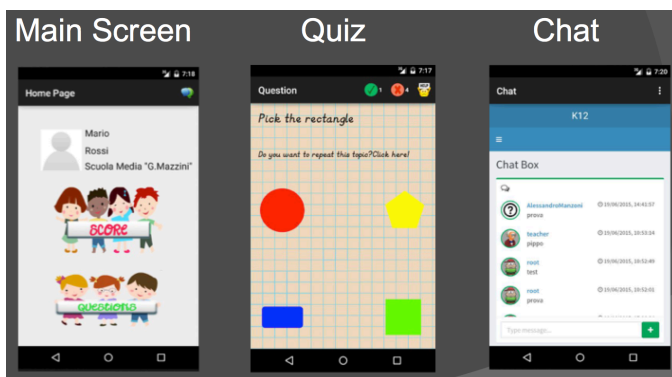 Main Screen
Quiz
Chat
7:18
Home Page
Mario
Rossi
Scuola Media "G.Mazzini"
SCORE
QUESTIONS
7:17
Question
1
4
HELP
Pick the rectangle
Do you want to repeat this topic?Click here!
7:20
Chat
K12
Chat Box
AlessandroManzoni 19/06/2015, 16:42:57
prova
teacher 15/06/2015, 10:53:14
pippo
root 15/06/2015, 10:52:49
test
root 15/06/2015, 10:52:01
prova
Type message...